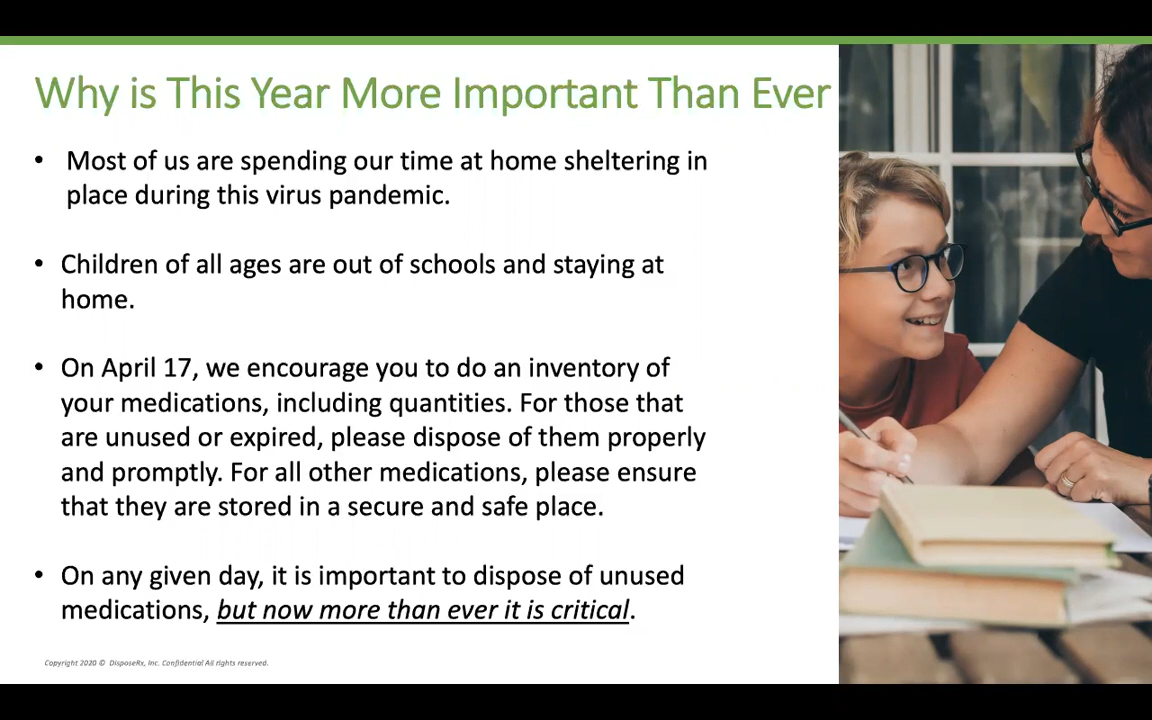 Why is This Year More Important Than Ever
• Most of us are spending our time at home sheltering in
place during this virus pandemic.
• Children of all ages are out of schools and staying at
home.
• On April 17, we encourage you to do an inventory of
your medications, including quantities. For those that
are unused or expired, please dispose of them properly
and promptly. For all other medications, please ensure
that they are stored in a secure and safe place.
• On any given day, it is important to dispose of unused
medications, but now more than ever it is critical.
Copyright 2020 © DisposeRx, Inc. Confidential All rights reserved.